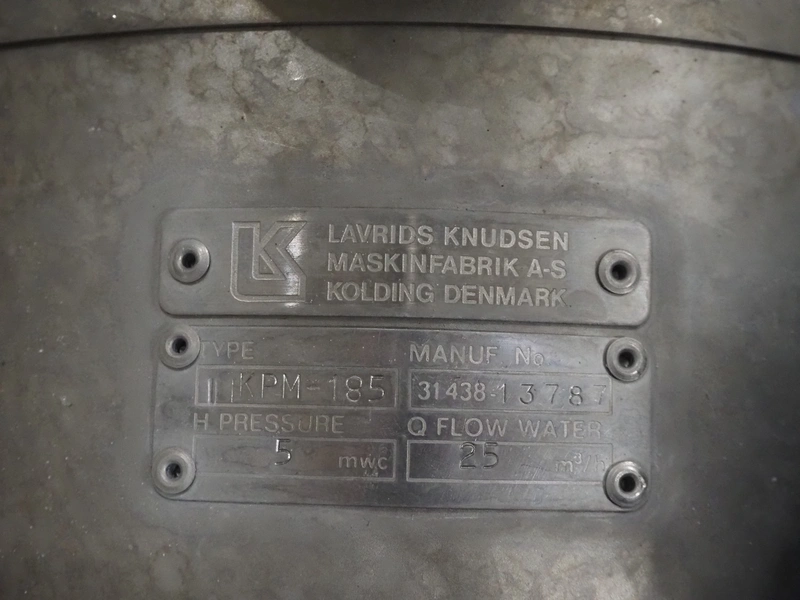 LK
LAVRIDS KNUDSEN
MASKINFABRIK A-S
KOLDING DENMARK
TYPE MANUF. No
KPM-185 31438-13787
H PRESSURE Q FLOW WATER
5 mwc 25 m³/h